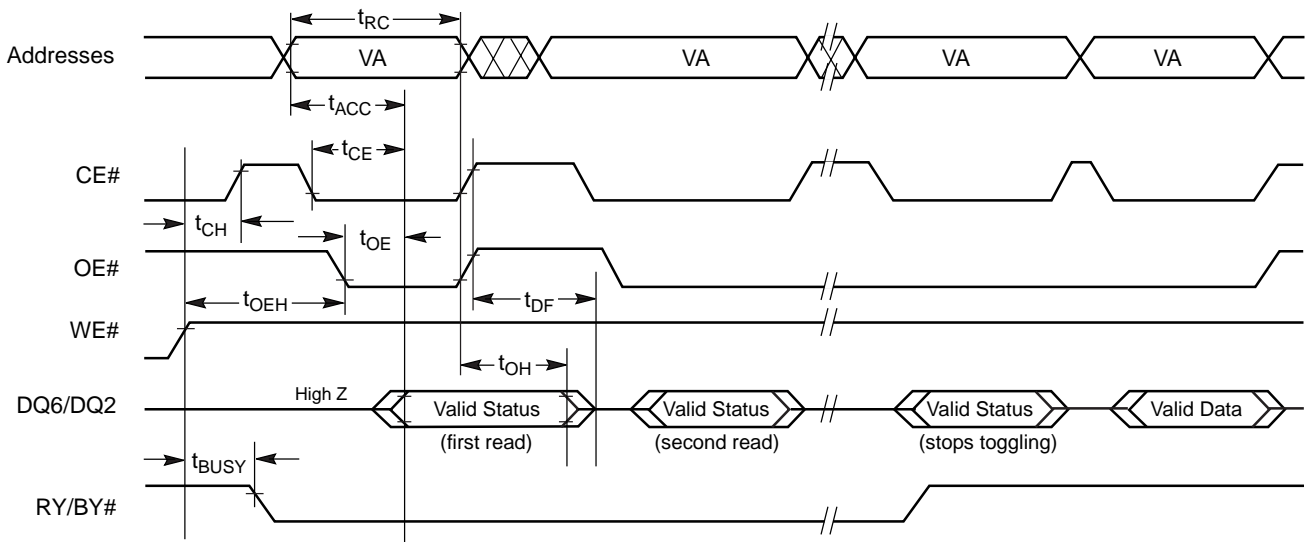 tRC
Addresses VA VA VA VA
tACC
tCE
CE#
tCH tOE
OE#
tOEH tDF
WE#
tOH
DQ6/DQ2 High Z Valid Status Valid Status Valid Status Valid Data
(first read) (second read) (stops toggling)
tBUSY
RY/BY#